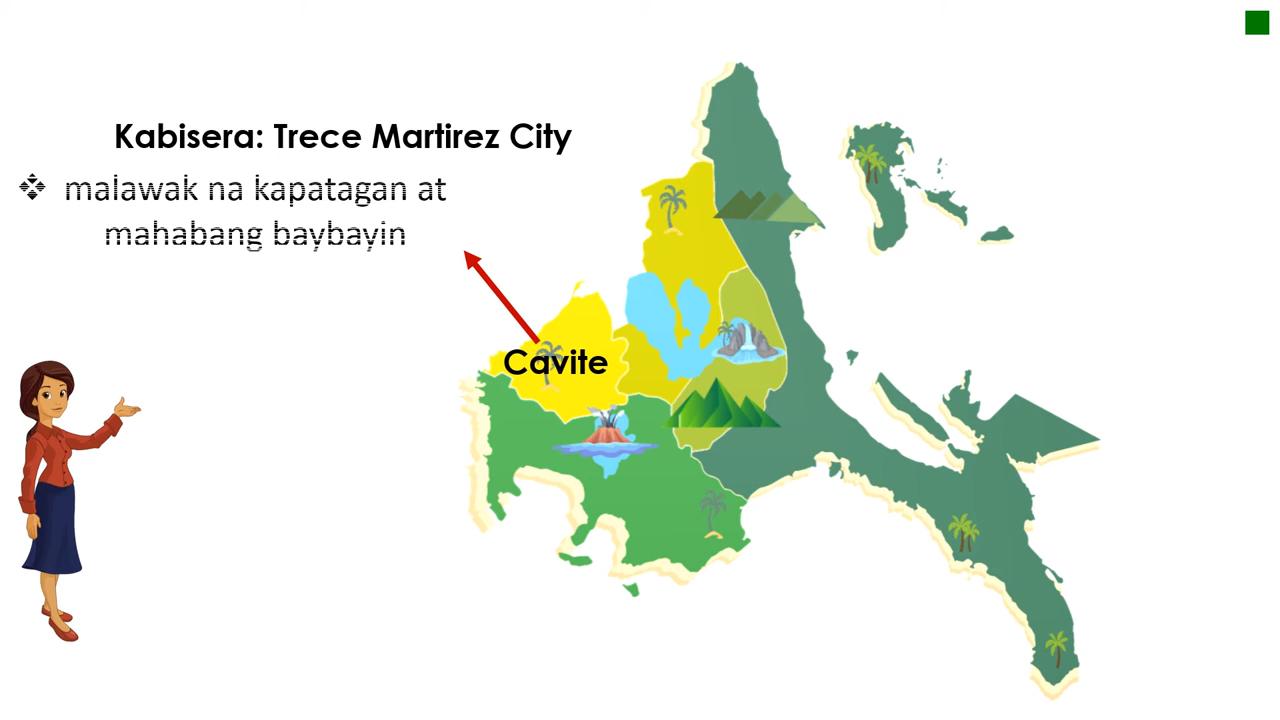 Kabisera: Trece Martirez City
❖ malawak na kapatagan at
mahabang baybayin
Cavite